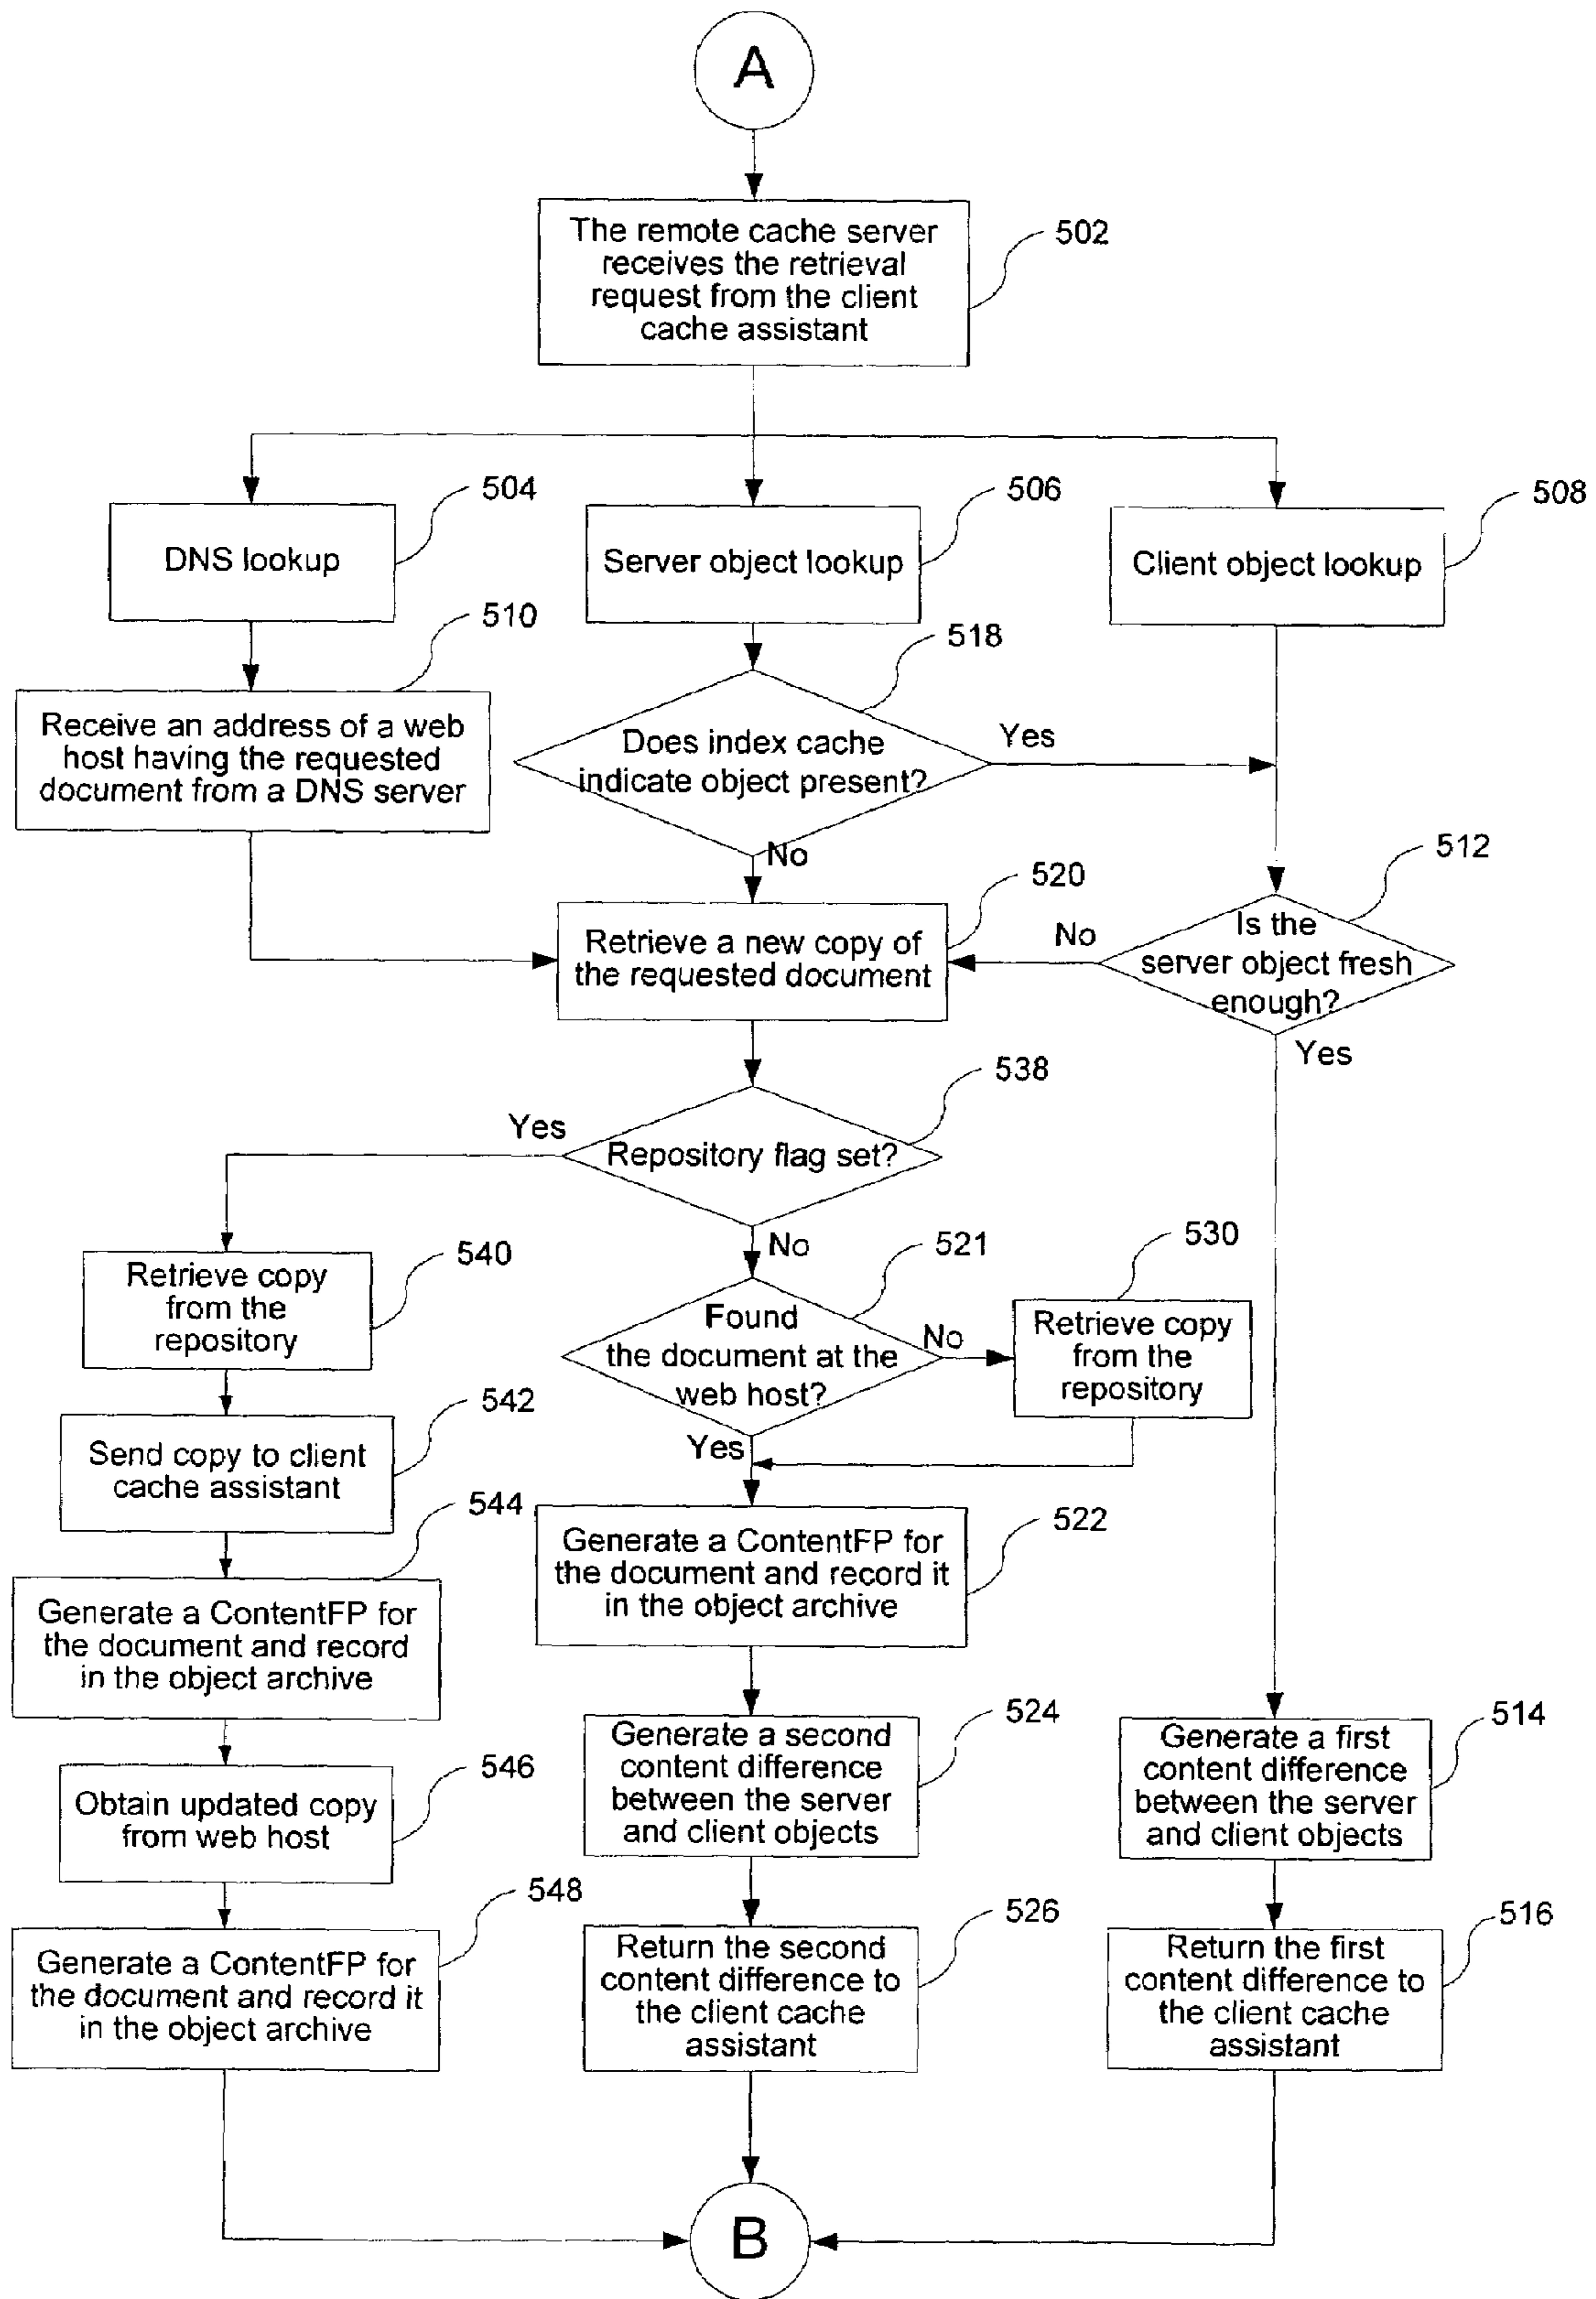 A
The remote cache server
receives the retrieval
request from the client
cache assistant
502
504
506
508
DNS lookup
Server object lookup
Client object lookup
510
518
Receive an address of a web
host having the requested
document from a DNS server
Does index cache
indicate object present?
Yes
No
520
512
Retrieve a new copy of
the requested document
No
Is the
server object fresh
enough?
Yes
538
Yes
Repository flag set?
No
540
521
530
Retrieve copy
from the
repository
Found
the document at the
web host?
No
Retrieve copy
from the
repository
Yes
542
Send copy to client
cache assistant
544
522
Generate a ContentFP for
the document and record it
in the object archive
Generate a ContentFP for
the document and record
in the object archive
524
514
Generate a second
content difference
between the server
and client objects
Generate a first
content difference
between the server
and client objects
546
Obtain updated copy
from web host
548
526
516
Generate a ContentFP for
the document and record it
in the object archive
Return the second
content difference to
the client cache
assistant
Return the first
content difference to
the client cache
assistant
B